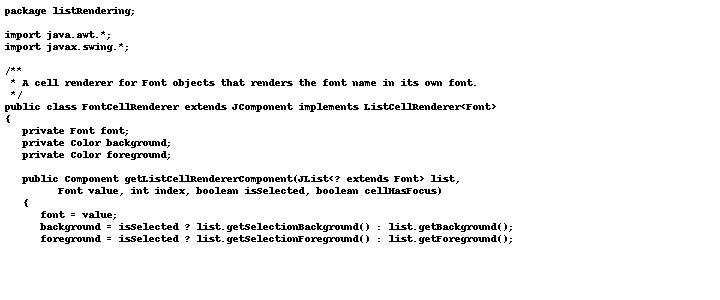 package listRendering;
import java.awt.*;
import javax.swing.*;
/**
 * A cell renderer for Font objects that renders the font name in its own font.
 */
public class FontCellRenderer extends JComponent implements ListCellRenderer<Font>
{
   private Font font;
   private Color background;
   private Color foreground;
   public Component getListCellRendererComponent(JList<? extends Font> list,
         Font value, int index, boolean isSelected, boolean cellHasFocus)
   {
      font = value;
      background = isSelected ? list.getSelectionBackground() : list.getBackground();
      foreground = isSelected ? list.getSelectionForeground() : list.getForeground();